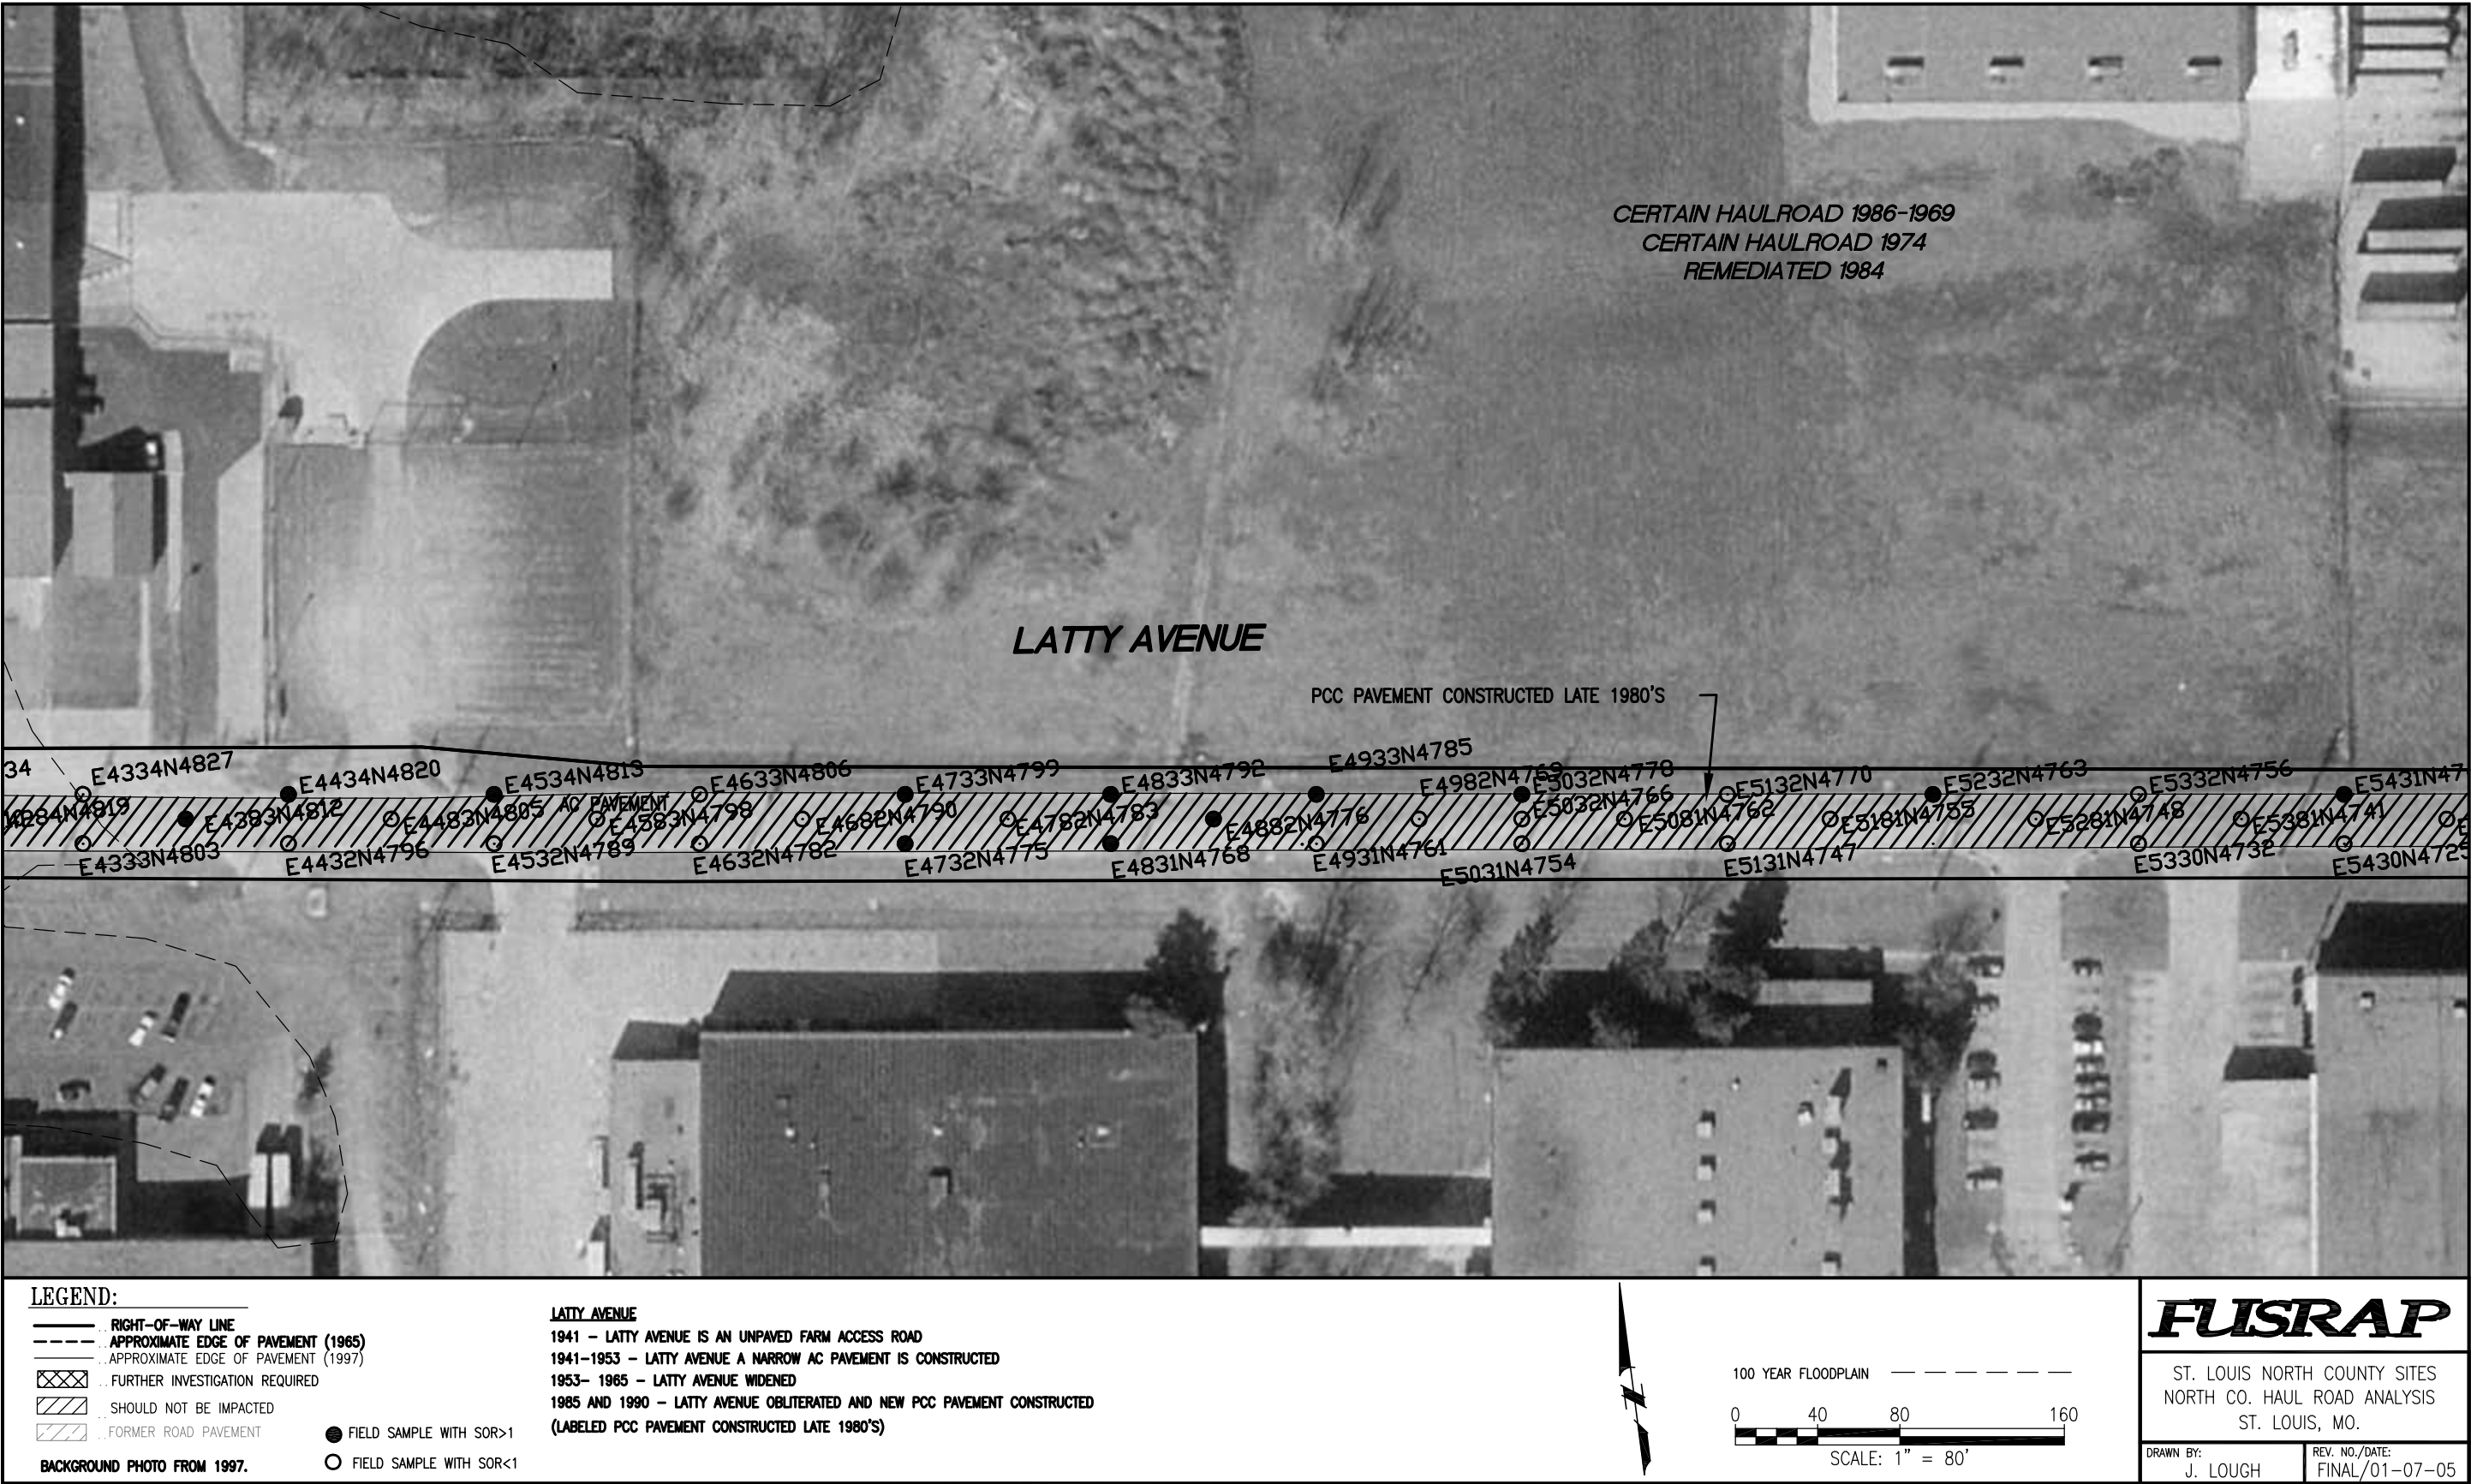 CERTAIN HAULROAD 1986-1969
CERTAIN HAULROAD 1974
REMEDIATED 1984
LATTY AVENUE
PCC PAVEMENT CONSTRUCTED LATE 1980'S
34
E4334N4827
E4434N4820
E4534N4813
E4633N4806
E4733N4799
E4833N4792
E4933N4785
E4982N4769
E5032N4778
E5132N4770
E5232N4763
E5332N4756
E5431N47
E4383N4812
E4483N4805
AC PAVEMENT
E4583N4798
E4682N4790
E4782N4783
E4882N4776
E5032N4766
E5081N4762
E5181N4755
E5281N4748
E5381N4741
E4333N4803
E4432N4796
E4532N4789
E4632N4782
E4732N4775
E4831N4768
E4931N4761
E5031N4754
E5131N4747
E5330N4732
E5430N4725
LEGEND:
RIGHT-OF-WAY LINE
APPROXIMATE EDGE OF PAVEMENT (1965)
APPROXIMATE EDGE OF PAVEMENT (1997)
FURTHER INVESTIGATION REQUIRED
SHOULD NOT BE IMPACTED
FORMER ROAD PAVEMENT
FIELD SAMPLE WITH SOR>1
FIELD SAMPLE WITH SOR<1
BACKGROUND PHOTO FROM 1997.
LATTY AVENUE
1941 - LATTY AVENUE IS AN UNPAVED FARM ACCESS ROAD
1941-1953 - LATTY AVENUE A NARROW AC PAVEMENT IS CONSTRUCTED
1953- 1965 - LATTY AVENUE WIDENED
1985 AND 1990 - LATTY AVENUE OBLITERATED AND NEW PCC PAVEMENT CONSTRUCTED
(LABELED PCC PAVEMENT CONSTRUCTED LATE 1980'S)
100 YEAR FLOODPLAIN
0 40 80 160
SCALE: 1" = 80'
FUSRAP
ST. LOUIS NORTH COUNTY SITES
NORTH CO. HAUL ROAD ANALYSIS
ST. LOUIS, MO.
DRAWN BY:
J. LOUGH
REV. NO./DATE:
FINAL/01-07-05